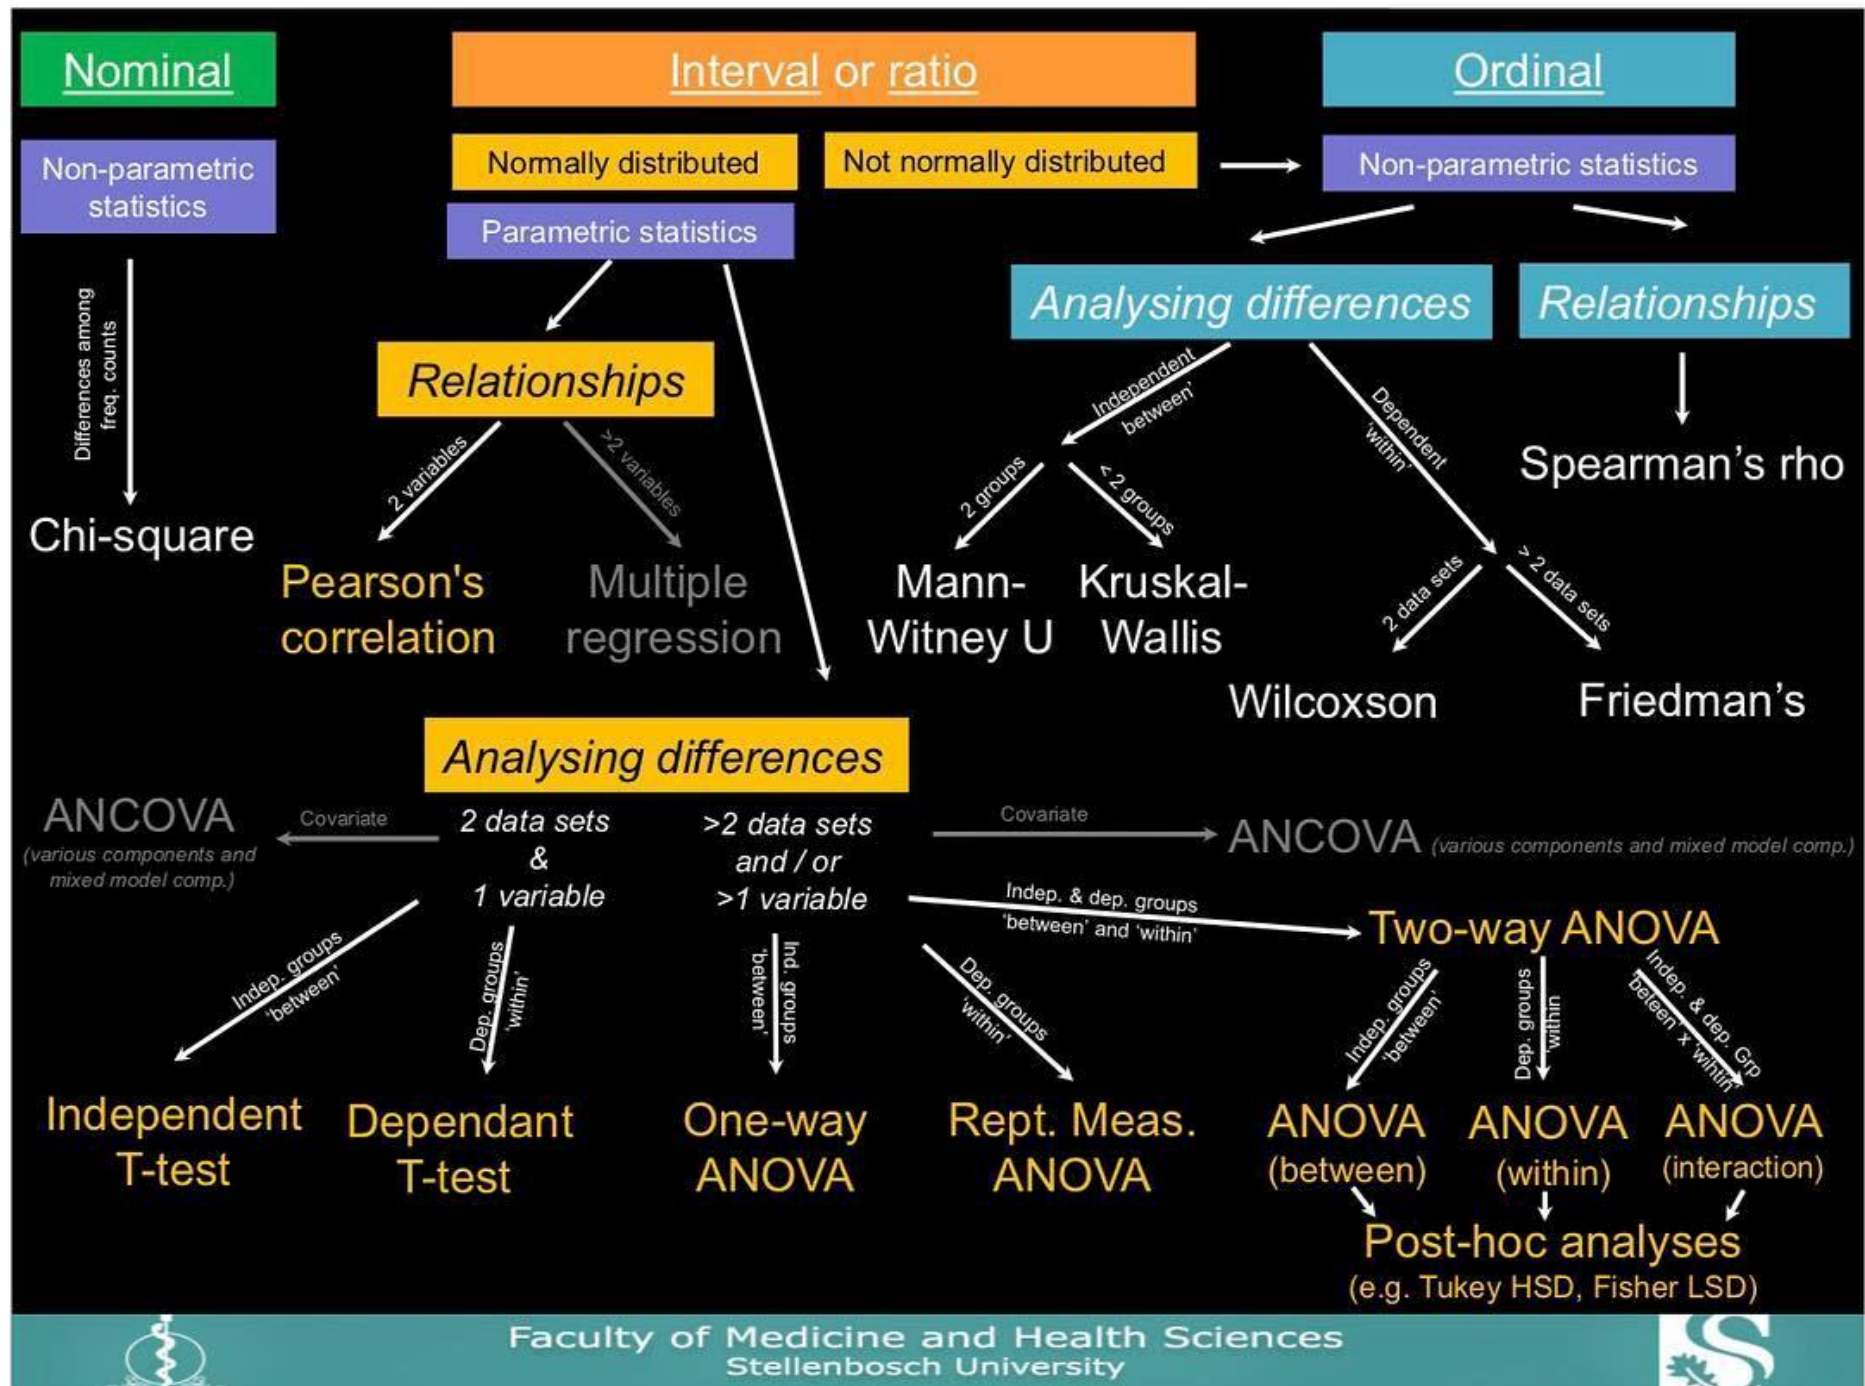 Nominal
Interval or ratio
Ordinal
Non-parametric
statistics
Normally distributed
Not normally distributed
Non-parametric statistics
Parametric statistics
Differences among
freq. counts
Chi-square
Relationships
2 variables
>2 variables
Pearson's
correlation
Multiple
regression
Analysing differences
Relationships
Independent
between’
Dependent
‘within’
2 groups
< 2 groups
Mann-
Witney U
Kruskal-
Wallis
2 data sets
> 2 data sets
Wilcoxson
Friedman’s
Spearman’s rho
Analysing differences
ANCOVA
(various components and
mixed model comp.)
Covariate
2 data sets
&
1 variable
>2 data sets
and / or
>1 variable
Covariate
ANCOVA (various components and mixed model comp.)
Indep. groups
‘between’
Dep. groups
‘within’
Ind. groups
‘between’
Dep. groups
‘within’
Indep. & dep. groups
‘between’ and ‘within’
Two-way ANOVA
Indep. groups
‘between’
Dep. groups
‘within
Indep. & dep. Grp
‘beteen’ x ‘wihtin’
Independent
T-test
Dependant
T-test
One-way
ANOVA
Rept. Meas.
ANOVA
ANOVA
(between)
ANOVA
(within)
ANOVA
(interaction)
Post-hoc analyses
(e.g. Tukey HSD, Fisher LSD)
Faculty of Medicine and Health Sciences
Stellenbosch University